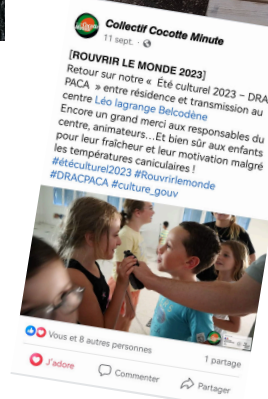 Collectif Cocotte Minute
11 sept. ·
[ROUVRIR LE MONDE 2023]
Retour sur notre « Été culturel 2023 – DRA
PACA » entre résidence et transmission au
centre Léo lagrange Belcodène
Encore un grand merci aux responsables du
centre, animateurs...Et bien sûr aux enfants
pour leur fraîcheur et leur motivation malgré
les températures caniculaires !
#étéculturel2023 #Rouvrirlemonde
#DRACPACA #culture_gouv
Vous et 8 autres personnes
1 partage
J'adore
Commenter
Partager